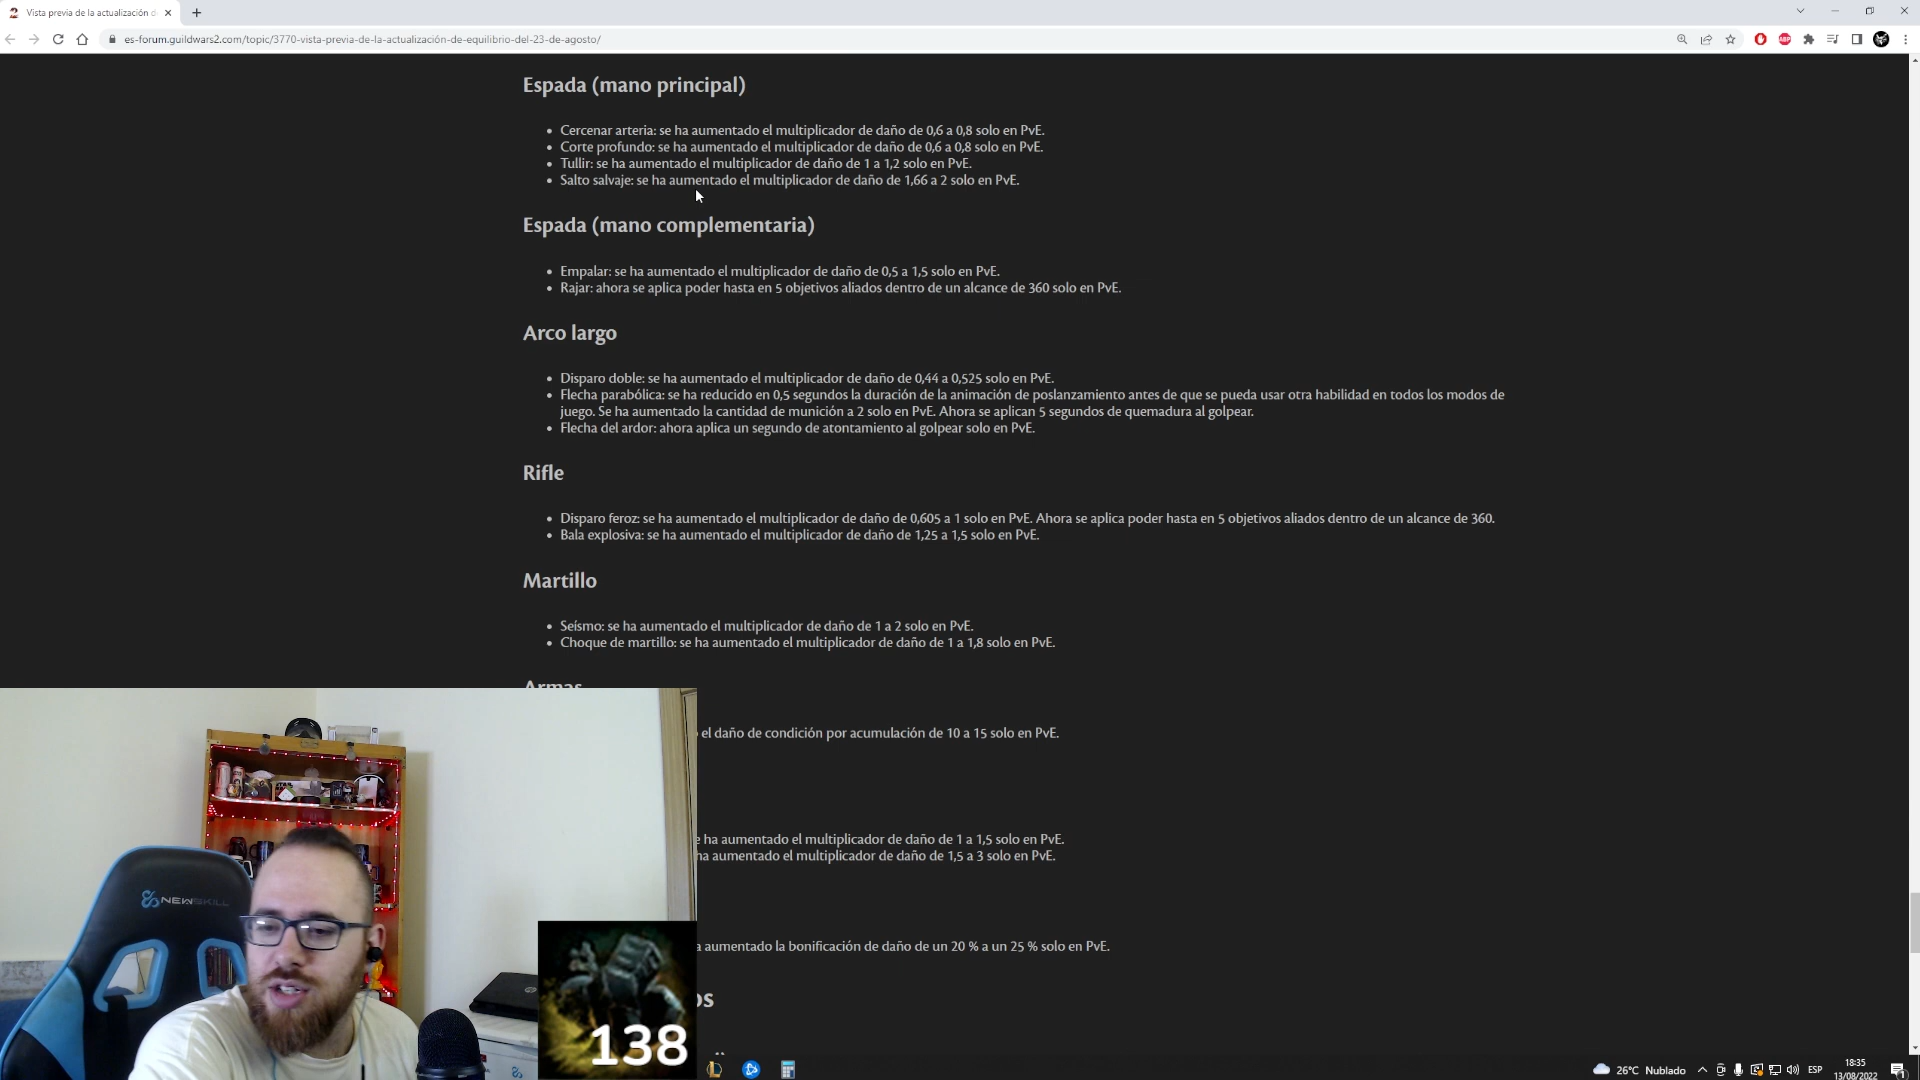 Vista previa de la actualización d
es-forum.guildwars2.com/topic/3770-vista-previa-de-la-actualización-de-equilibrio-del-23-de-agosto/
ABP
Espada (mano principal)
• Cercenar arteria: se ha aumentado el multiplicador de daño de 0,6 a 0,8 solo en PvE.
• Corte profundo: se ha aumentado el multiplicador de daño de 0,6 a 0,8 solo en PvE.
• Tullir: se ha aumentado el multiplicador de daño de 1 a 1,2 solo en PvE.
• Salto salvaje: se ha aumentado el multiplicador de daño de 1,66 a 2 solo en PvE.
Espada (mano complementaria)
• Empalar: se ha aumentado el multiplicador de daño de 0,5 a 1,5 solo en PvE.
• Rajar: ahora se aplica poder hasta en 5 objetivos aliados dentro de un alcance de 360 solo en PvE.
Arco largo
• Disparo doble: se ha aumentado el multiplicador de daño de 0,44 a 0,525 solo en PvE.
• Flecha parabólica: se ha reducido en 0,5 segundos la duración de la animación de poslanzamiento antes de que se pueda usar otra habilidad en todos los modos de
juego. Se ha aumentado la cantidad de munición a 2 solo en PvE. Ahora se aplican 5 segundos de quemadura al golpear.
• Flecha del ardor: ahora aplica un segundo de atontamiento al golpear solo en PvE.
Rifle
• Disparo feroz: se ha aumentado el multiplicador de daño de 0,605 a 1 solo en PvE. Ahora se aplica poder hasta en 5 objetivos aliados dentro de un alcance de 360.
• Bala explosiva: se ha aumentado el multiplicador de daño de 1,25 a 1,5 solo en PvE.
Martillo
• Seísmo: se ha aumentado el multiplicador de daño de 1 a 2 solo en PvE.
• Choque de martillo: se ha aumentado el multiplicador de daño de 1 a 1,8 solo en PvE.
Armas
el daño de condición por acumulación de 10 a 15 solo en PvE.
e ha aumentado el multiplicador de daño de 1 a 1,5 solo en PvE.
ha aumentado el multiplicador de daño de 1,5 a 3 solo en PvE.
NEWSKILL
a aumentado la bonificación de daño de un 20 % a un 25 % solo en PvE.
os
138
26°C Nublado
ESP
18:35
13/08/2022